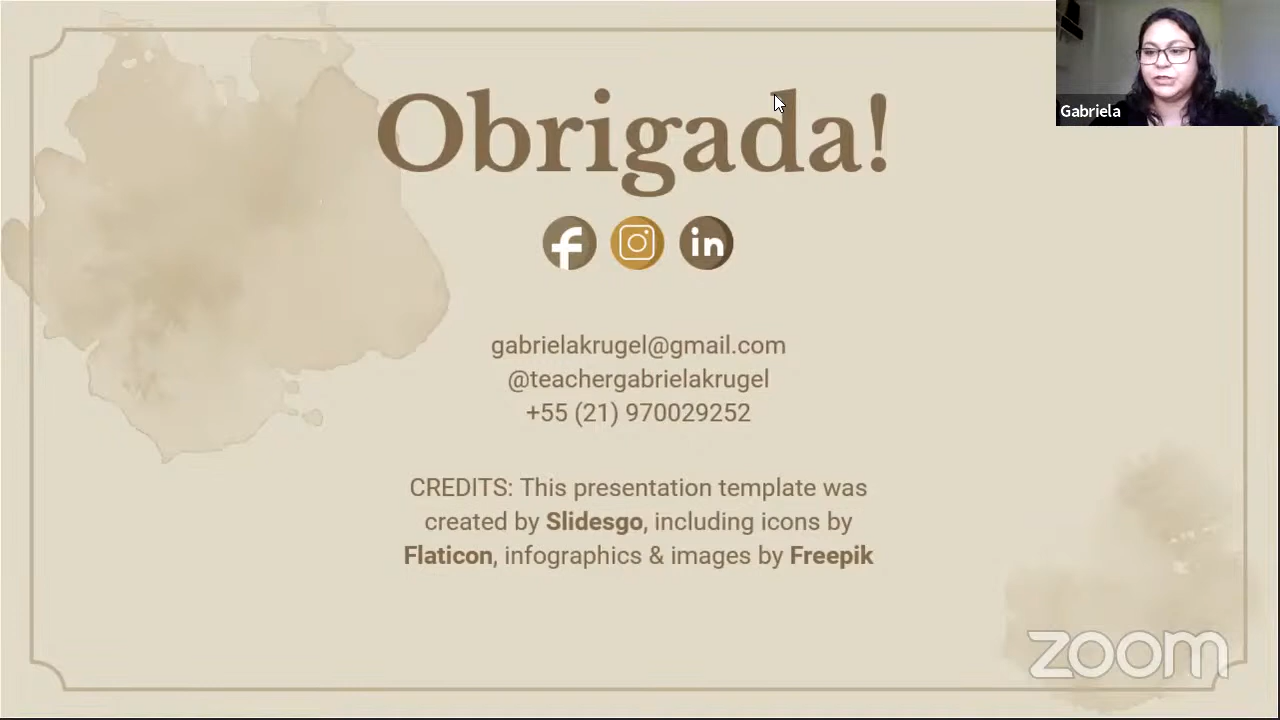 Obrigada!
Gabriela
gabrielakrugel@gmail.com
@teachergabrielakrugel
+55 (21) 970029252
CREDITS: This presentation template was
created by Slidesgo, including icons by
Flaticon, infographics & images by Freepik
zoom